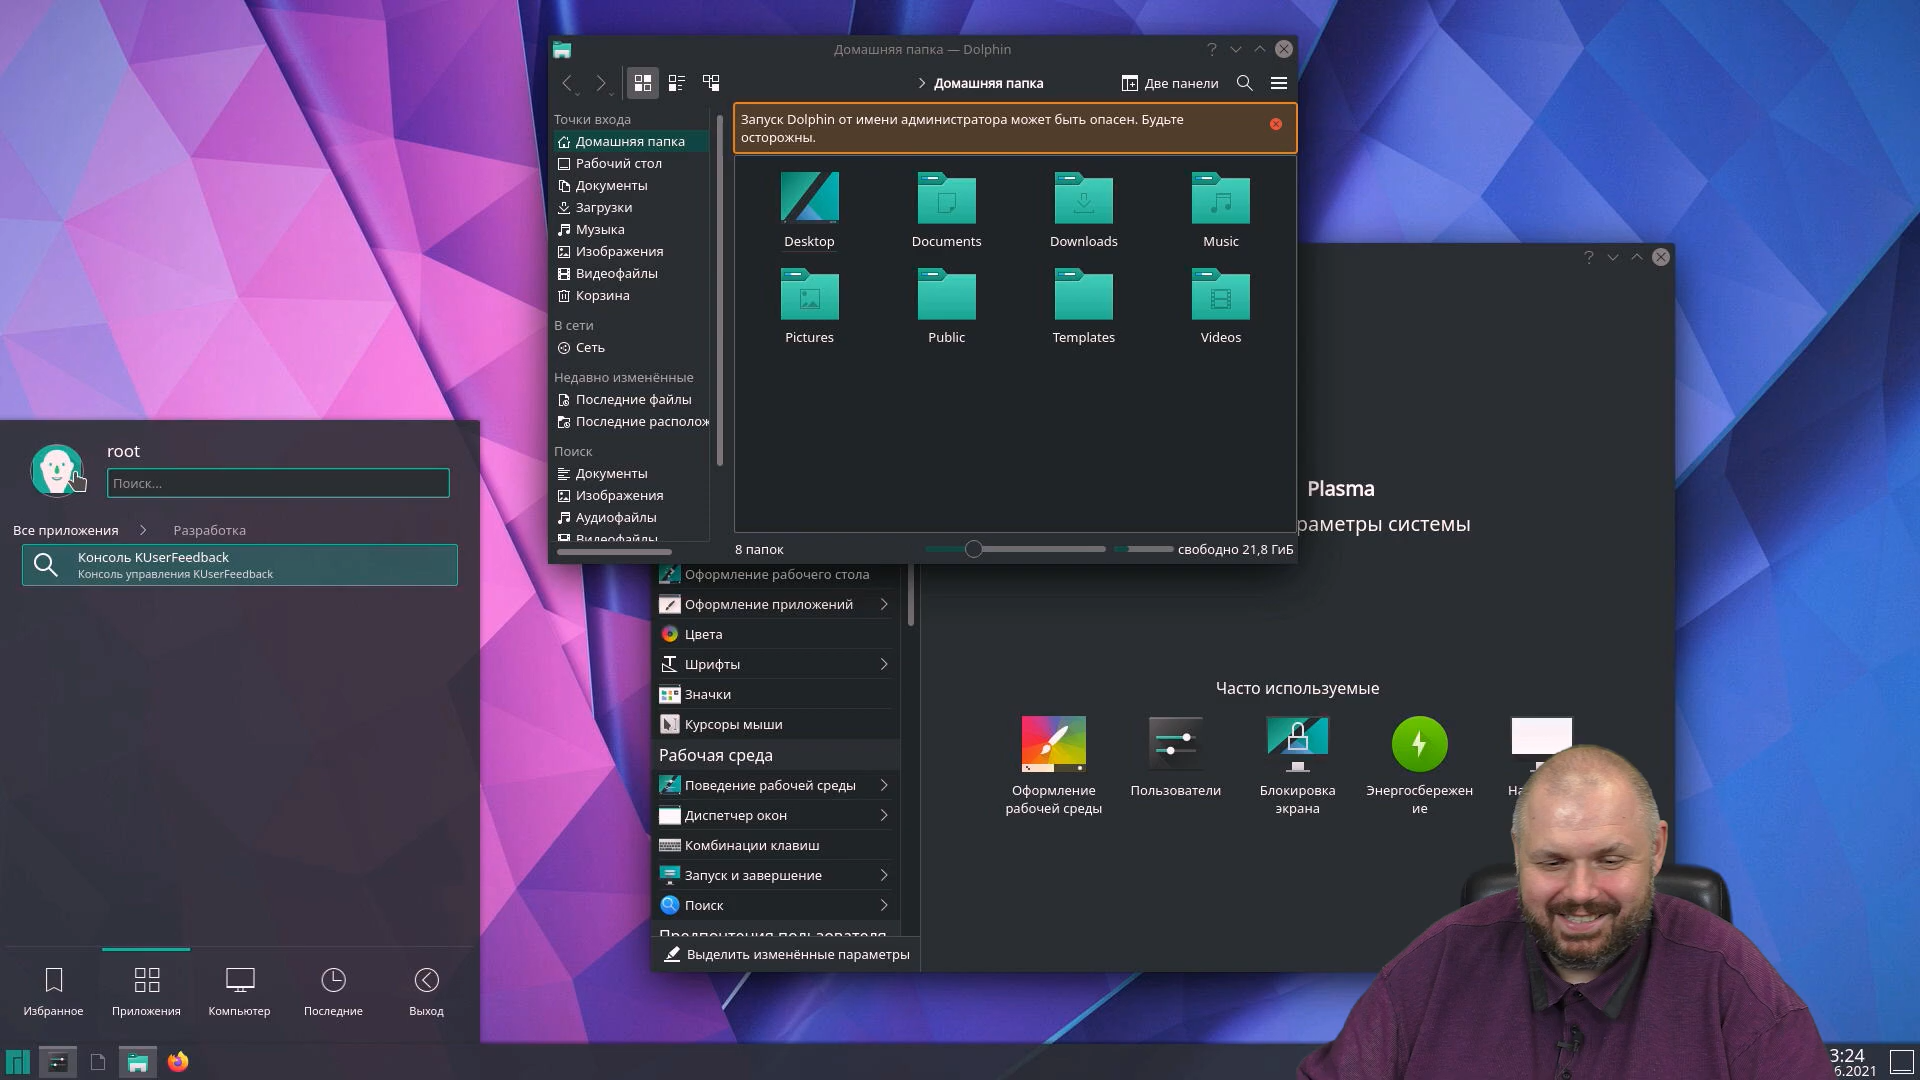 Домашняя папка — Dolphin
Домашняя папка
Две панели
Точки входа
Домашняя папка
Рабочий стол
Документы
Загрузки
Музыка
Изображения
Видеофайлы
Корзина
В сети
Сеть
Недавно изменённые
Последние файлы
Последние располож
Поиск
Документы
Изображения
Аудиофайлы
Видеофайлы
Запуск Dolphin от имени администратора может быть опасен. Будьте
осторожны.
Desktop
Documents
Downloads
Music
Pictures
Public
Templates
Videos
8 папок
свободно 21,8 ГиБ
root
Поиск...
Все приложения
Разработка
Консоль KUserFeedback
Консоль управления KUserFeedback
Избранное
Приложения
Компьютер
Последние
Выход
Plasma
раметры системы
Оформление рабочего стола
Оформление приложений
Цвета
Шрифты
Значки
Курсоры мыши
Рабочая среда
Поведение рабочей среды
Диспетчер окон
Комбинации клавиш
Запуск и завершение
Поиск
Предпочтения пользователя
Выделить изменённые параметры
Часто используемые
Оформление
рабочей среды
Пользователи
Блокировка
экрана
Энергосбережен
ие
3:24
6.2021